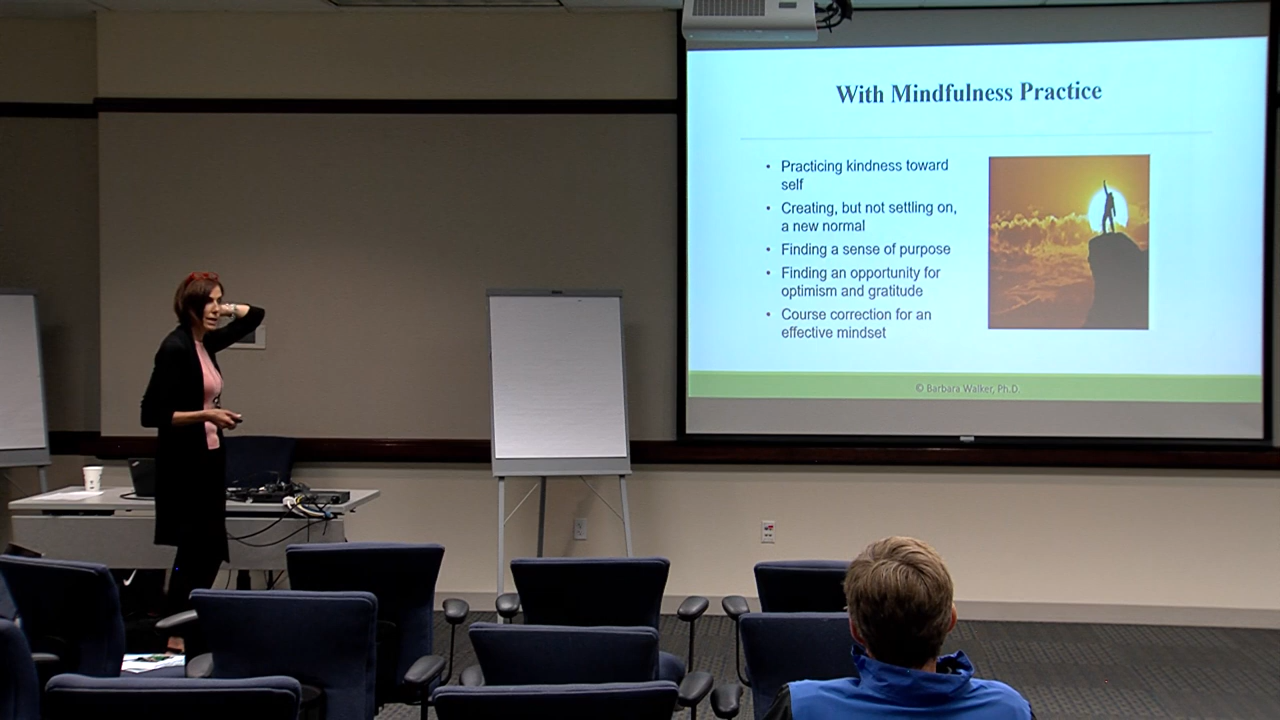 With Mindfulness Practice
• Practicing kindness toward
self
• Creating, but not settling on,
a new normal
• Finding a sense of purpose
• Finding an opportunity for
optimism and gratitude
• Course correction for an
effective mindset
© Barbara Walker, Ph.D.